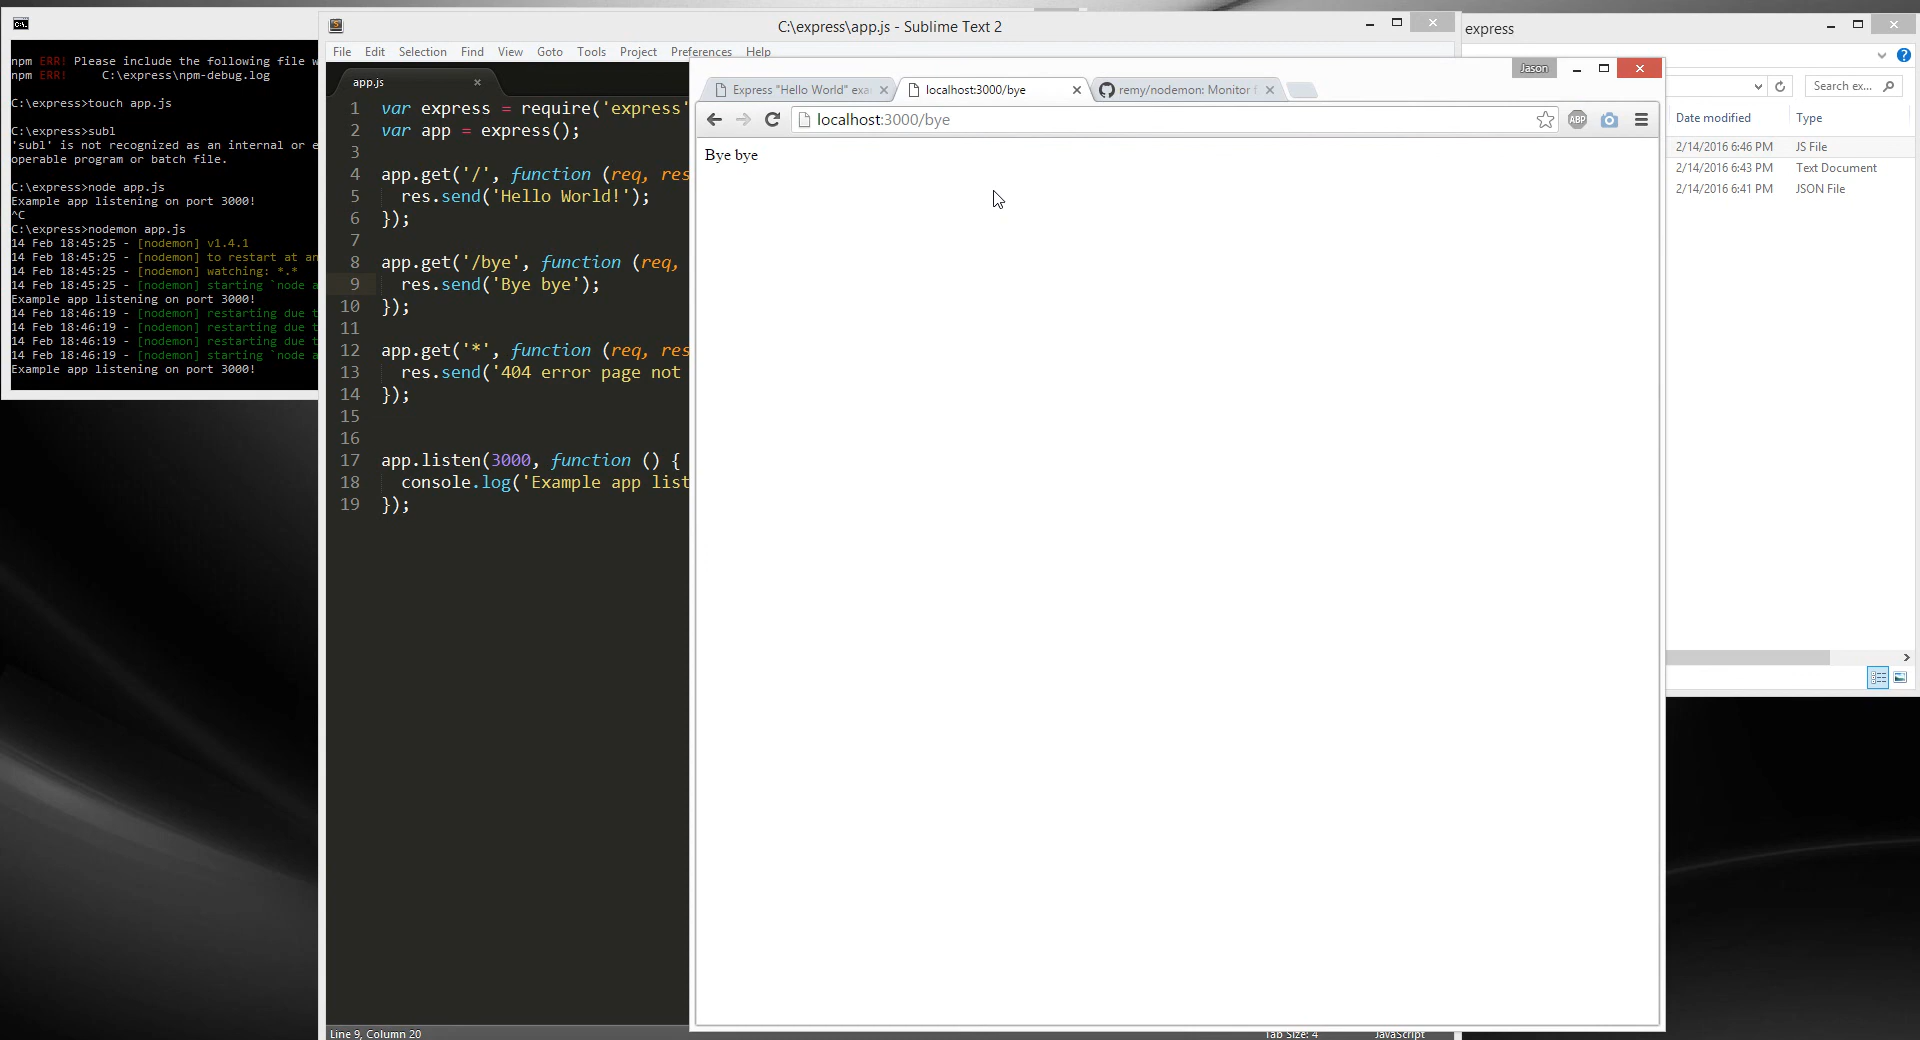 npm ERR! Please include the following file w
npm ERR!     C:\express\npm-debug.log
C:\express>touch app.js
C:\express>subl
'subl' is not recognized as an internal or e
operable program or batch file.
C:\express>node app.js
Example app listening on port 3000!
^C
C:\express>nodemon app.js
14 Feb 18:45:25 - [nodemon] v1.4.1
14 Feb 18:45:25 - [nodemon] to restart at an
14 Feb 18:45:25 - [nodemon] watching: *.*
14 Feb 18:45:25 - [nodemon] starting `node a
Example app listening on port 3000!
14 Feb 18:46:19 - [nodemon] restarting due t
14 Feb 18:46:19 - [nodemon] restarting due t
14 Feb 18:46:19 - [nodemon] restarting due t
14 Feb 18:46:19 - [nodemon] starting `node a
Example app listening on port 3000!
C:\express\app.js - Sublime Text 2
File Edit Selection Find View Goto Tools Project Preferences Help
app.js
1 var express = require('express'
2 var app = express();
3
4 app.get('/', function (req, res
5   res.send('Hello World!');
6 });
7
8 app.get('/bye', function (req,
9   res.send('Bye bye');
10 });
11
12 app.get('*', function (req, res
13   res.send('404 error page not
14 });
15
16
17 app.listen(3000, function () {
18   console.log('Example app list
19 });
Line 9, Column 20
Tab Size: 4
JavaScript
Jason
Express "Hello World" exa
localhost:3000/bye
remy/nodemon: Monitor f
localhost:3000/bye
ABP
Bye bye
express
Search ex...
Date modified Type
2/14/2016 6:46 PM JS File
2/14/2016 6:43 PM Text Document
2/14/2016 6:41 PM JSON File